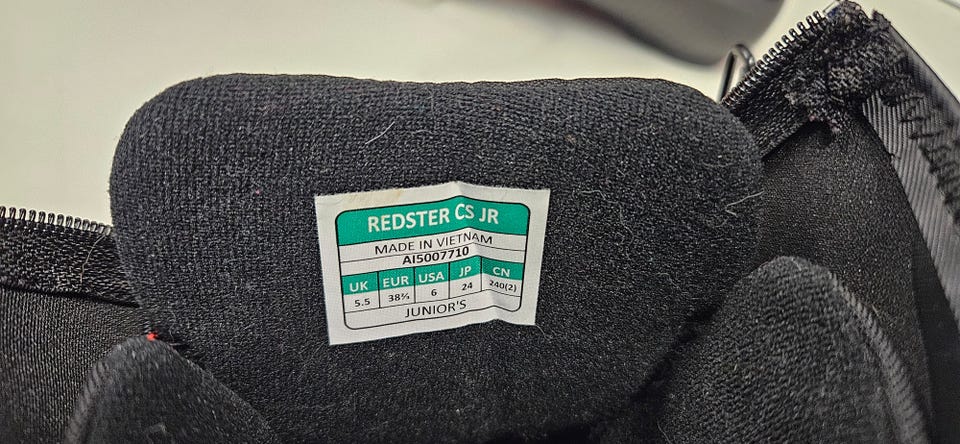 REDSTER CS JR
MADE IN VIETNAM
AI5007710
UK EUR USA JP CN
5.5 38⅔ 6 24 240(2)
JUNIOR'S